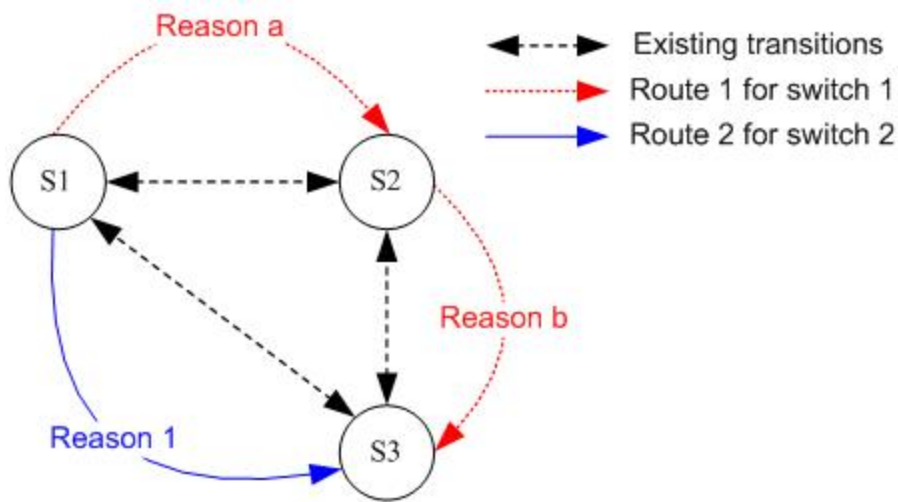 Reason a
Existing transitions
Route 1 for switch 1
Route 2 for switch 2
S1
S2
Reason b
Reason 1
S3